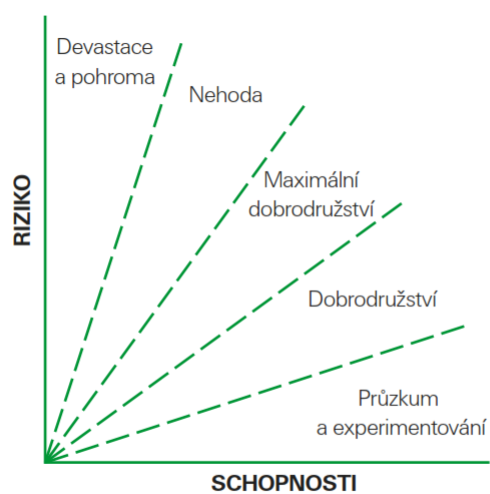 Devastace
a pohroma
Nehoda
Maximální
dobrodružství
Dobrodružství
Průzkum
a experimentování
RIZIKO
SCHOPNOSTI